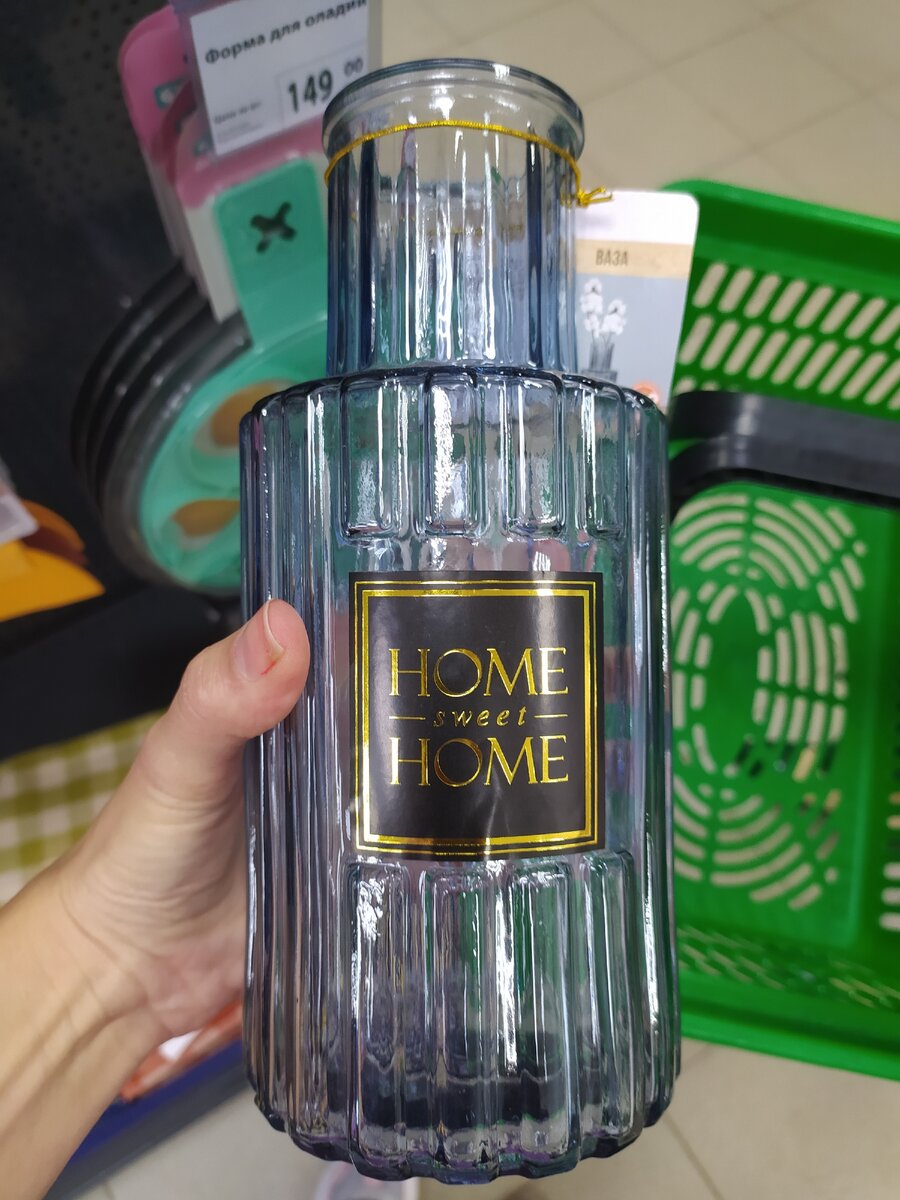 Форма для оладий
149 00
ВАЗА
HOME
sweet
HOME